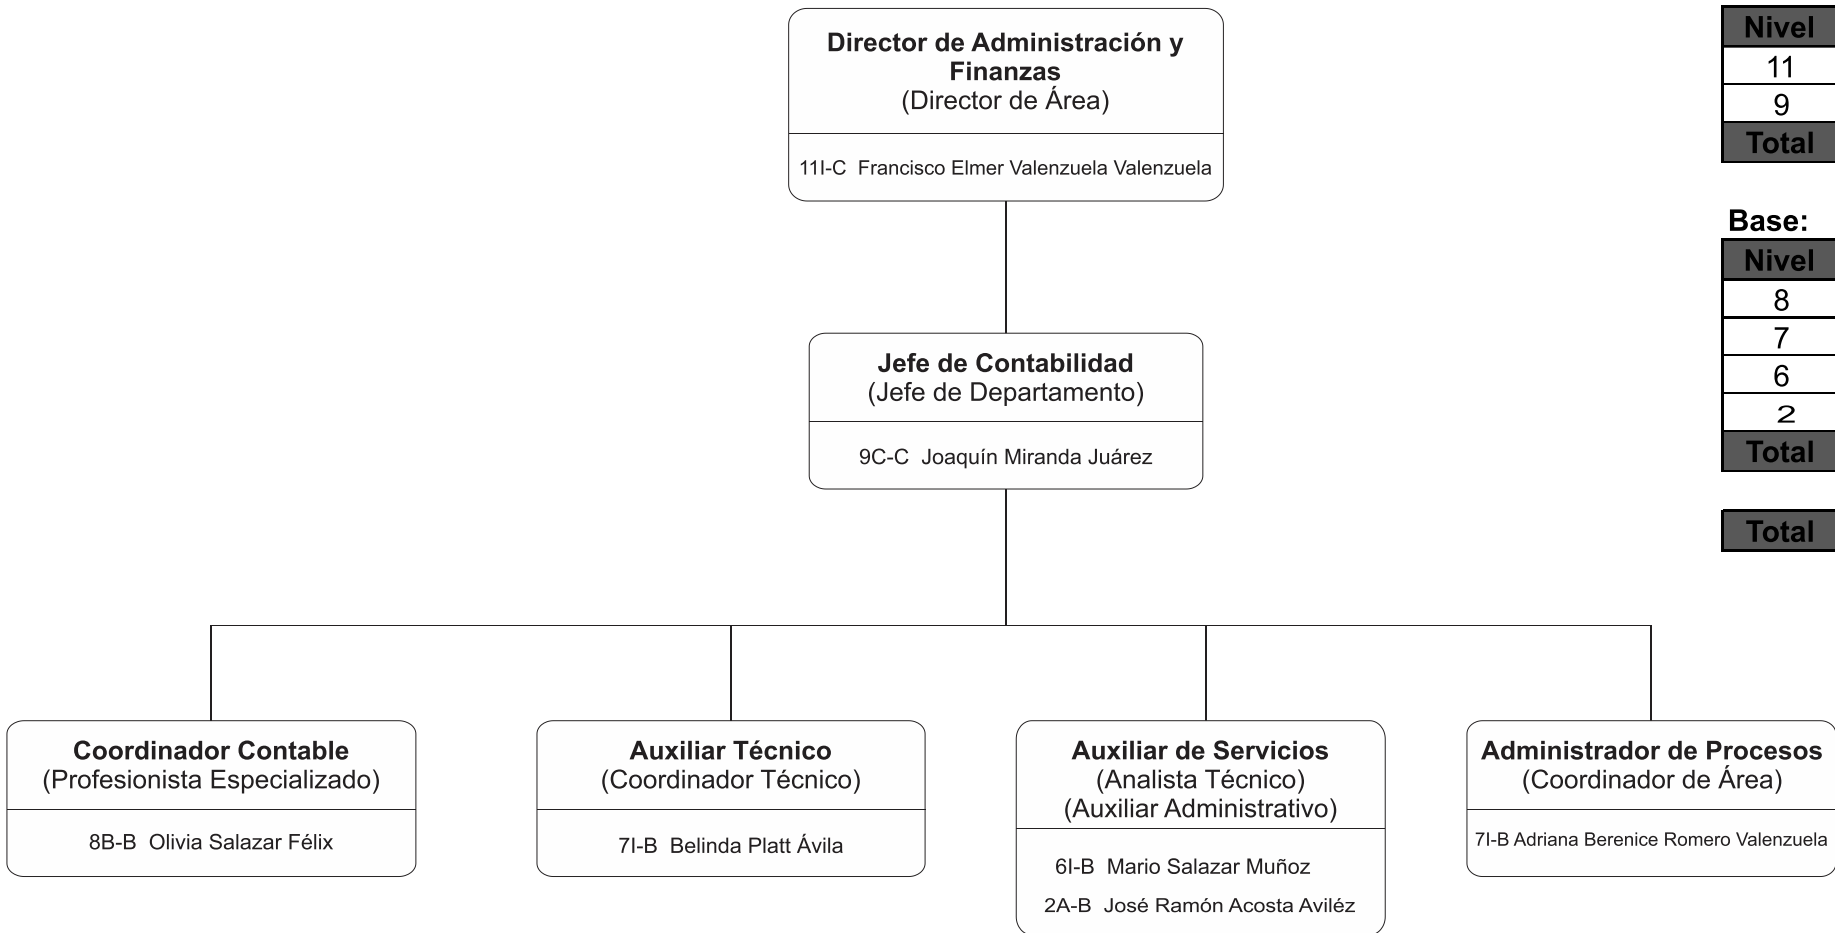 Director de Administración y
Finanzas
(Director de Área)
11I-C Francisco Elmer Valenzuela Valenzuela
Jefe de Contabilidad
(Jefe de Departamento)
9C-C Joaquín Miranda Juárez
Coordinador Contable
(Profesionista Especializado)
8B-B Olivia Salazar Félix
Auxiliar Técnico
(Coordinador Técnico)
7I-B Belinda Platt Ávila
Auxiliar de Servicios
(Analista Técnico)
(Auxiliar Administrativo)
6I-B Mario Salazar Muñoz
2A-B José Ramón Acosta Aviléz
Administrador de Procesos
(Coordinador de Área)
7I-B Adriana Berenice Romero Valenzuela
Nivel
11
9
Total
Base:
Nivel
8
7
6
2
Total
Total